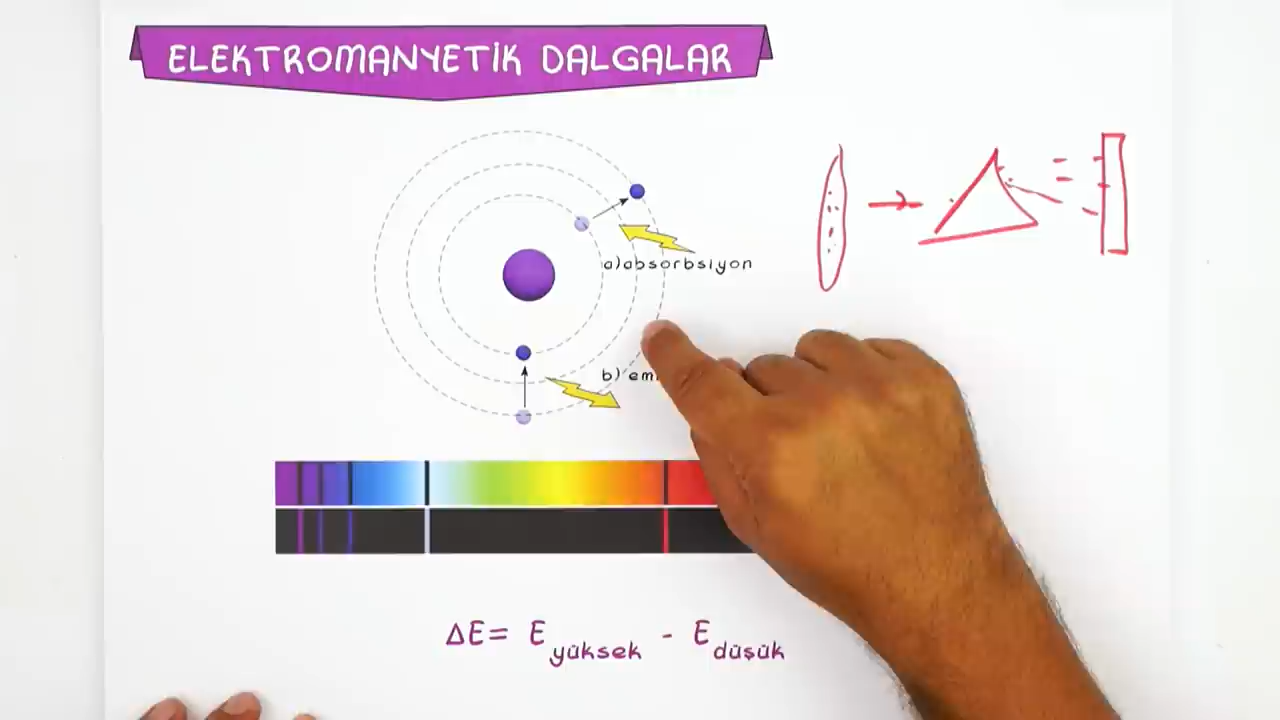 ELEKTROMANYETİK DALGALAR
a)absorbsiyon
b)
ΔE= E yüksek - E düşük